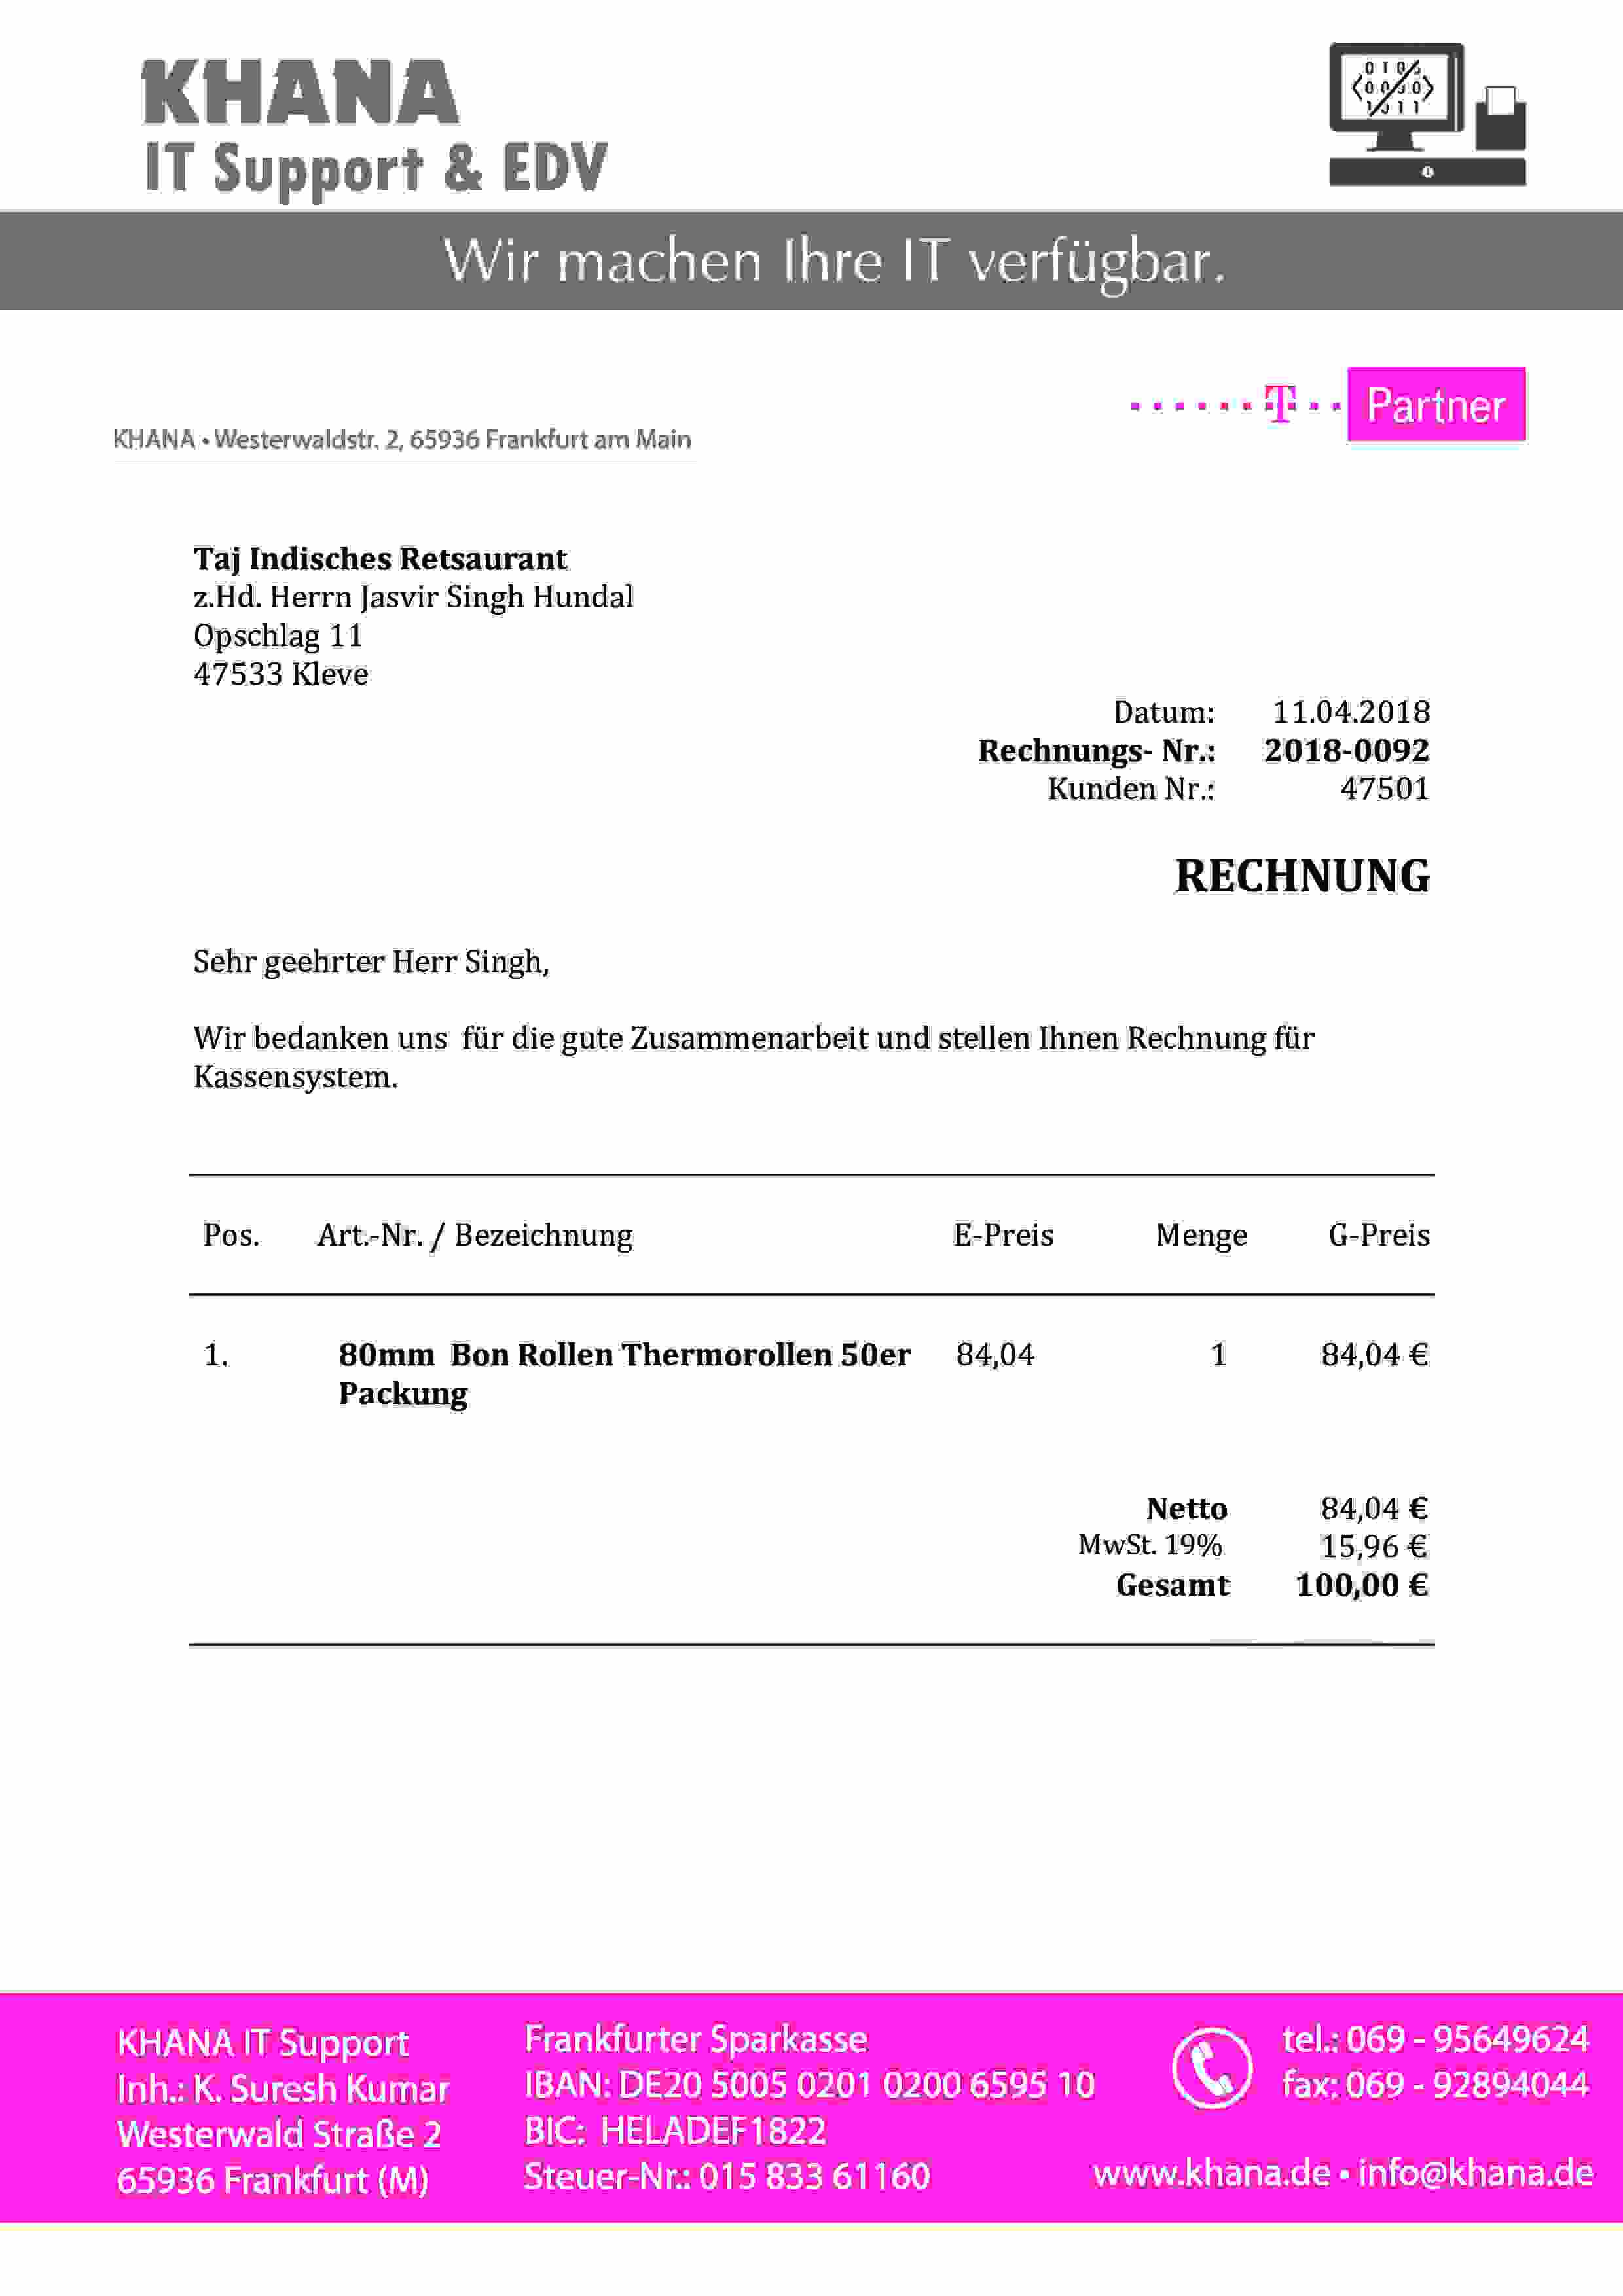 KHANA
IT Support & EDV
Wir machen Ihre IT verfügbar.
T Partner
KHANA • Westerwaldstr. 2, 65936 Frankfurt am Main
Taj Indisches Retsaurant
z.Hd. Herrn Jasvir Singh Hundal
Opschlag 11
47533 Kleve
Datum: 11.04.2018
Rechnungs- Nr.: 2018-0092
Kunden Nr.: 47501
RECHNUNG
Sehr geehrter Herr Singh,
Wir bedanken uns für die gute Zusammenarbeit und stellen Ihnen Rechnung für
Kassensystem.
Pos. Art.-Nr. / Bezeichnung E-Preis Menge G-Preis
1. 80mm Bon Rollen Thermorollen 50er 84,04 1 84,04 €
Packung
Netto 84,04 €
MwSt. 19% 15,96 €
Gesamt 100,00 €
KHANA IT Support
Inh.: K. Suresh Kumar
Westerwald Straße 2
65936 Frankfurt (M)
Frankfurter Sparkasse
IBAN: DE20 5005 0201 0200 6595 10
BIC: HELADEF1822
Steuer-Nr.: 015 833 61160
tel.: 069 - 95649624
fax: 069 - 92894044
www.khana.de • info@khana.de